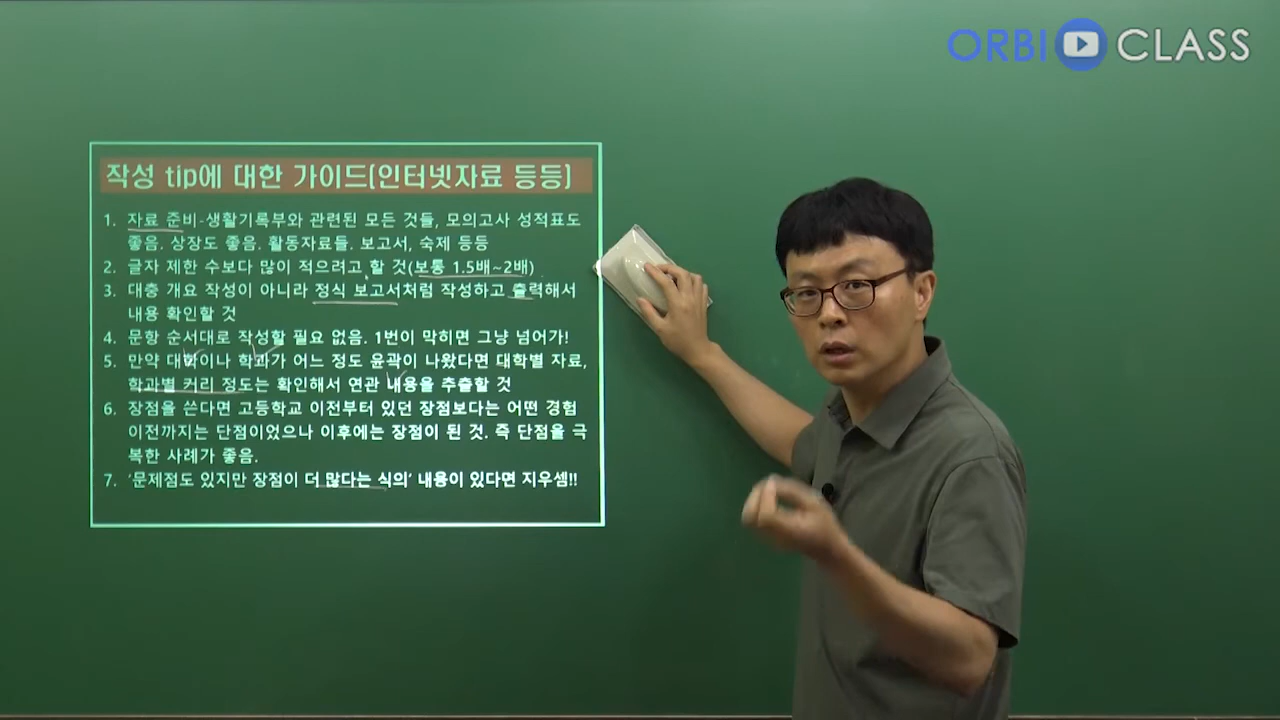 ORBI CLASS
작성 tip에 대한 가이드(인터넷자료 등등)
1. 자료 준비-생활기록부와 관련된 모든 것들, 모의고사 성적표도
좋음. 상장도 좋음. 활동자료들. 보고서, 숙제 등등
2. 글자 제한 수보다 많이 적으려고 할 것(보통 1.5배~2배)
3. 대충 개요 작성이 아니라 정식 보고서처럼 작성하고 출력해서
내용 확인할 것
4. 문항 순서대로 작성할 필요 없음. 1번이 막히면 그냥 넘어가!
5. 만약 대학이나 학과가 어느 정도 윤곽이 나왔다면 대학별 자료,
학과별 커리 정도는 확인해서 연관 내용을 추출할 것
6. 장점을 쓴다면 고등학교 이전부터 있던 장점보다는 어떤 경험
이전까지는 단점이었으나 이후에는 장점이 된 것. 즉 단점을 극
복한 사례가 좋음.
7. '문제점도 있지만 장점이 더 많다는 식의' 내용이 있다면 지우셈!!